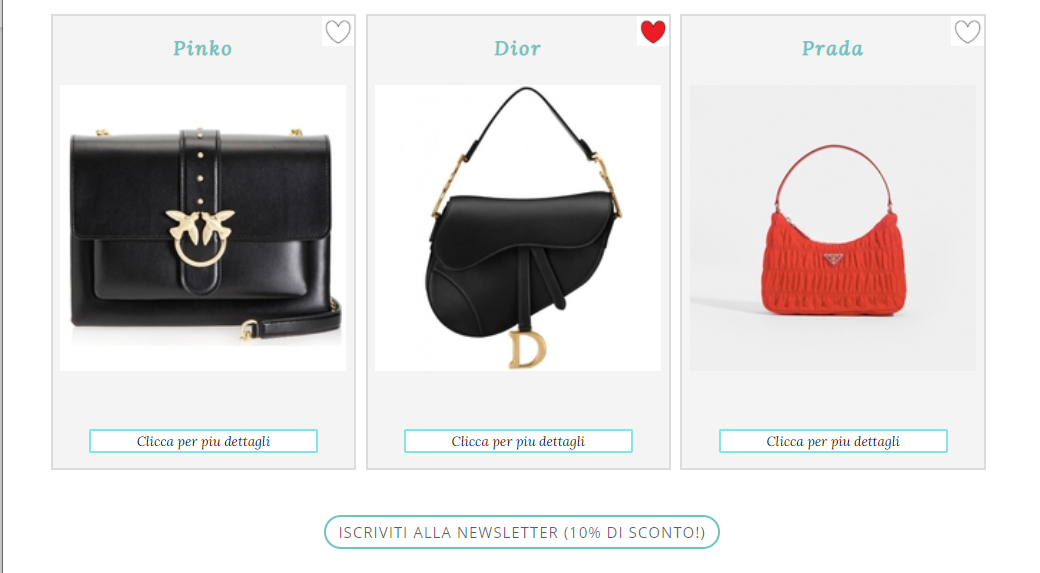 Pinko
Dior
Prada
D
Clicca per piu dettagli
Clicca per piu dettagli
Clicca per piu dettagli
ISCRIVITI ALLA NEWSLETTER (10% DI SCONTO!)